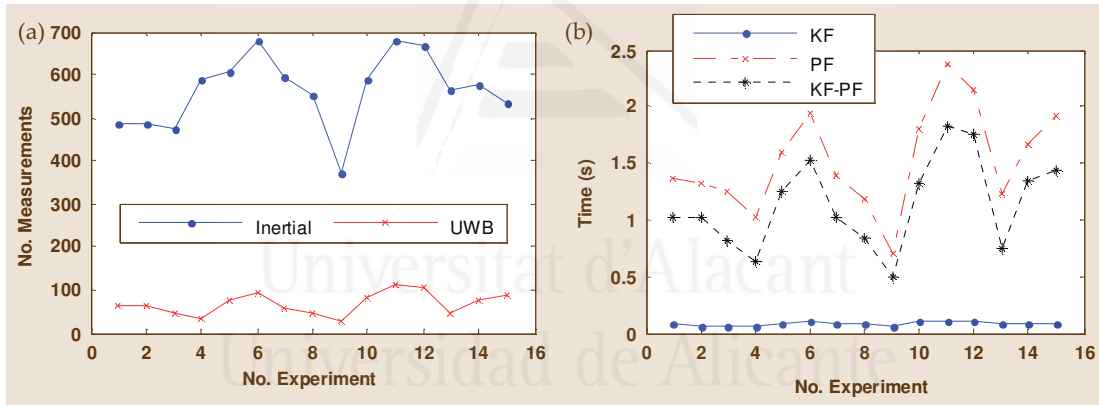 (a)
700
600
500
400
300
200
100
0
No. Measurements
Inertial
UWB
0 2 4 6 8 10 12 14 16
No. Experiment
(b)
KF
PF
KF-PF
2.5
2
1.5
1
0.5
0
Time (s)
0 2 4 6 8 10 12 14 16
No. Experiment
Universitat d'Alacant
Universidad de Alicante